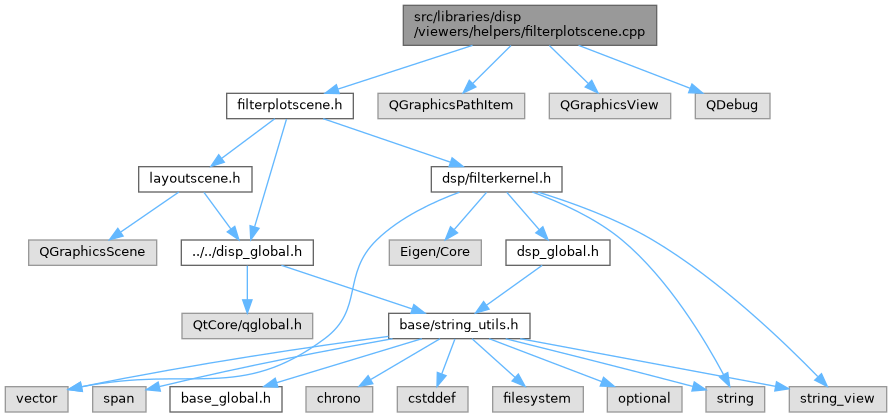 src/libraries/disp
/viewers/helpers/filterplotscene.cpp
filterplotscene.h
QGraphicsPathItem
QGraphicsView
QDebug
layoutscene.h
dsp/filterkernel.h
QGraphicsScene
../../disp_global.h
Eigen/Core
dsp_global.h
QtCore/qglobal.h
base/string_utils.h
vector
span
base_global.h
chrono
cstddef
filesystem
optional
string
string_view